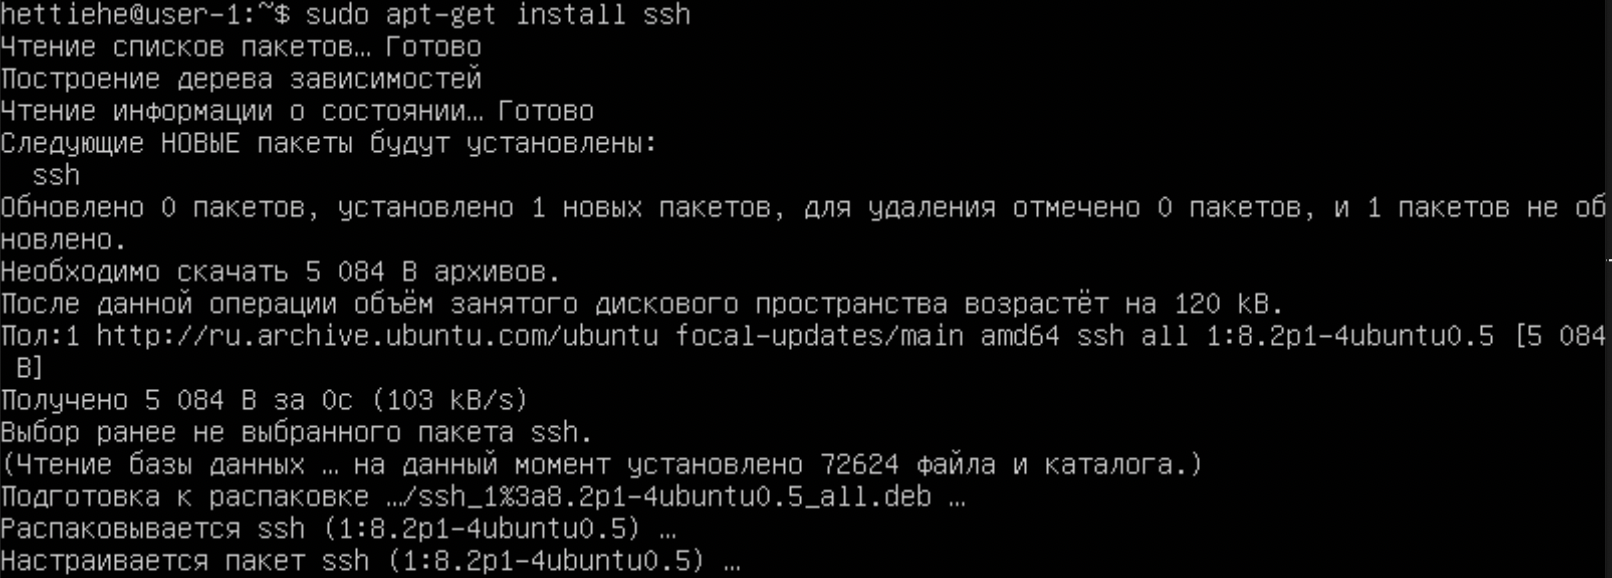 hettiehe@user-1:~$ sudo apt-get install ssh
Чтение списков пакетов… Готово
Построение дерева зависимостей
Чтение информации о состоянии… Готово
Следующие НОВЫЕ пакеты будут установлены:
  ssh
Обновлено 0 пакетов, установлено 1 новых пакетов, для удаления отмечено 0 пакетов, и 1 пакетов не об
новлено.
Необходимо скачать 5 084 B архивов.
После данной операции объём занятого дискового пространства возрастёт на 120 kB.
Пол:1 http://ru.archive.ubuntu.com/ubuntu focal-updates/main amd64 ssh all 1:8.2p1-4ubuntu0.5 [5 084
 B]
Получено 5 084 B за 0с (103 kB/s)
Выбор ранее не выбранного пакета ssh.
(Чтение базы данных … на данный момент установлено 72624 файла и каталога.)
Подготовка к распаковке …/ssh_1%3a8.2p1-4ubuntu0.5_all.deb …
Распаковывается ssh (1:8.2p1-4ubuntu0.5) …
Настраивается пакет ssh (1:8.2p1-4ubuntu0.5) …